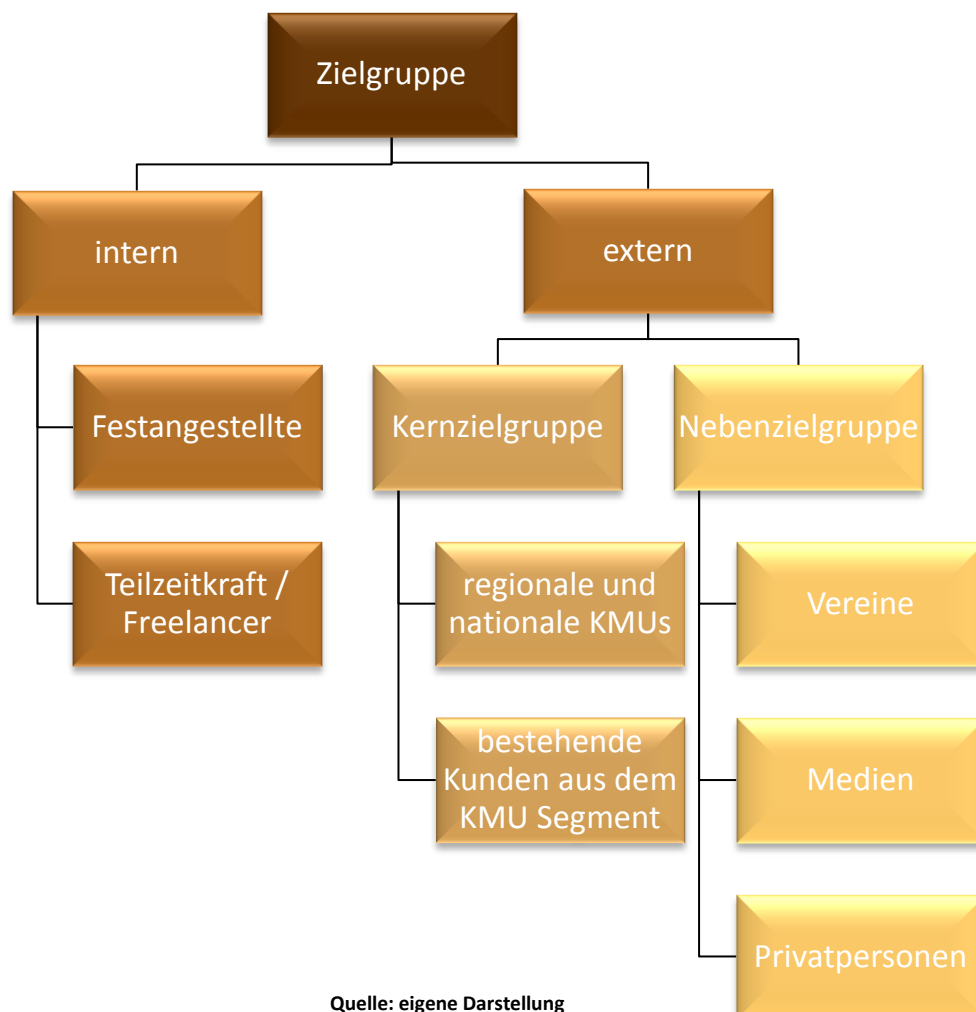 Zielgruppe
intern
extern
Festangestellte
Kernzielgruppe
Nebenzielgruppe
Teilzeitkraft /
Freelancer
regionale und
nationale KMUs
Vereine
bestehende
Kunden aus dem
KMU Segment
Medien
Privatpersonen
Quelle: eigene Darstellung